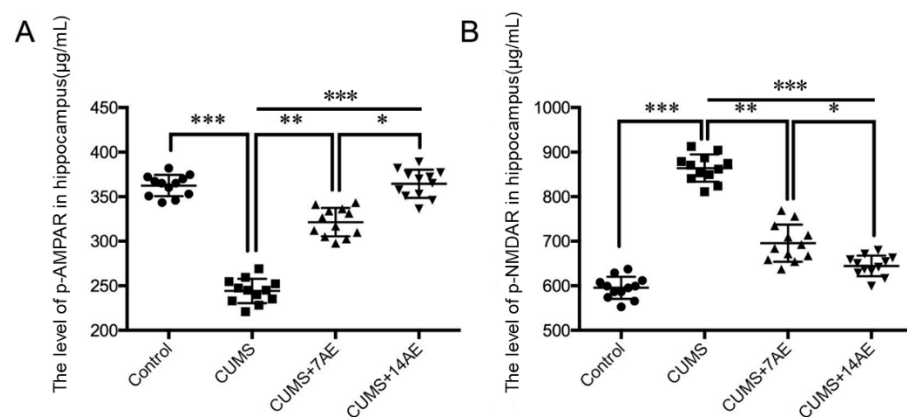 A
The level of p-AMPAR in hippocampus(µg/mL)
450
400
350
300
250
200
***
***
**
*
Control
CUMS
CUMS+7AE
CUMS+14AE
B
The level of p-NMDAR in hippocampus(µg/mL)
1000
900
800
700
600
500
***
***
**
*
Control
CUMS
CUMS+7AE
CUMS+14AE